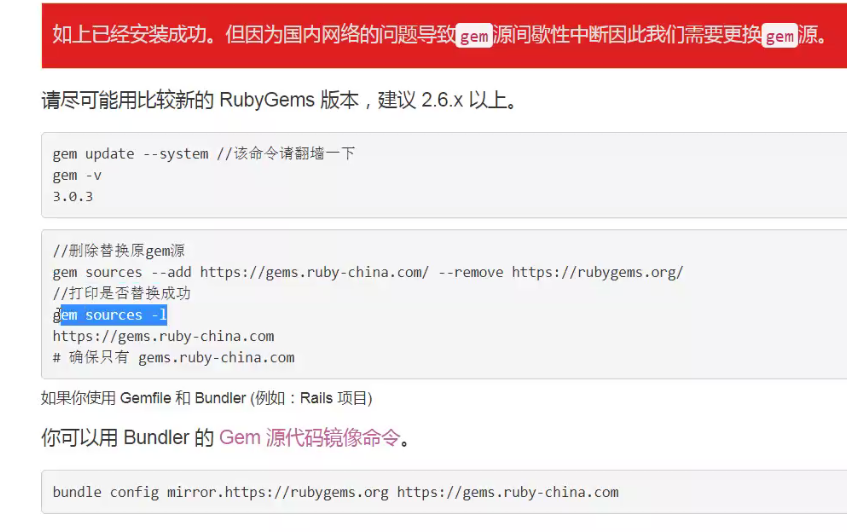 如上已经安装成功。但因为国内网络的问题导致gem源间歇性中断因此我们需要更换gem源。
请尽可能用比较新的 RubyGems 版本，建议 2.6.x 以上。
gem update --system //该命令请翻墙一下
gem -v
3.0.3
//删除替换原gem源
gem sources --add https://gems.ruby-china.com/ --remove https://rubygems.org/
//打印是否替换成功
gem sources -l
https://gems.ruby-china.com
# 确保只有 gems.ruby-china.com
如果你使用 Gemfile 和 Bundler (例如：Rails 项目)
你可以用 Bundler 的 Gem 源代码镜像命令。
bundle config mirror.https://rubygems.org https://gems.ruby-china.com